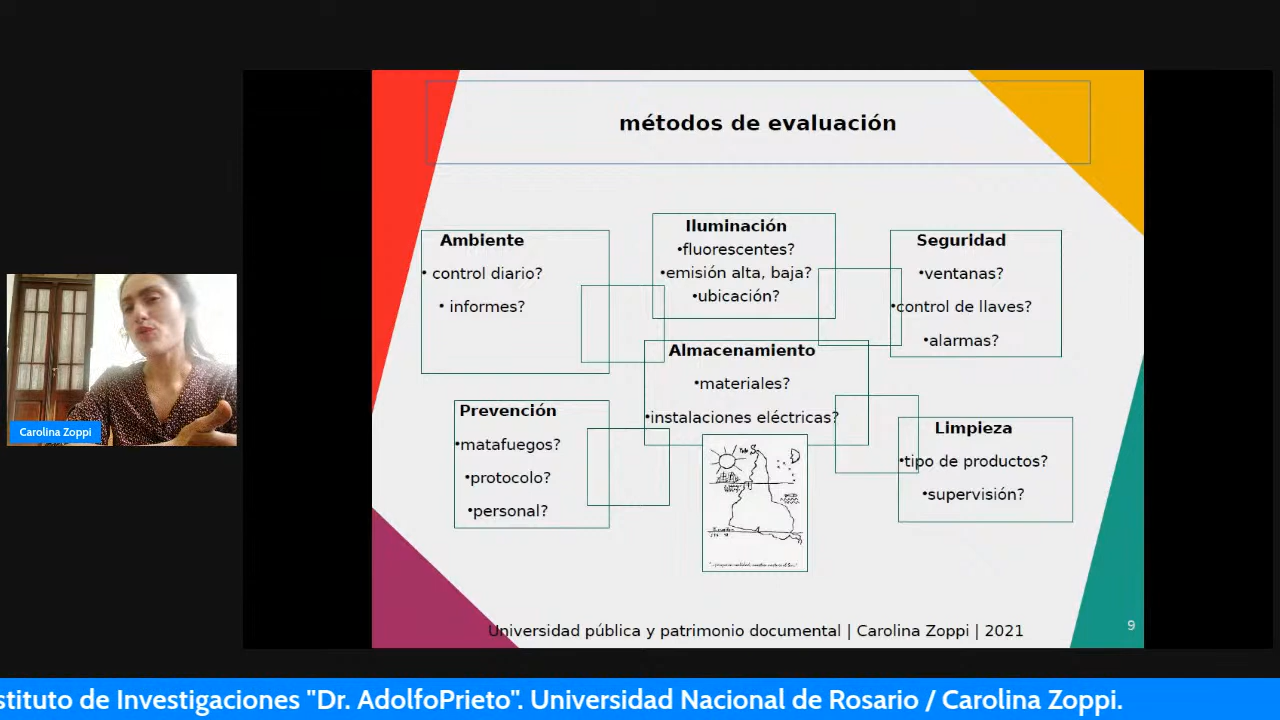 métodos de evaluación
Ambiente
• control diario?
• informes?
Iluminación
•fluorescentes?
•emisión alta, baja?
•ubicación?
Seguridad
•ventanas?
•control de llaves?
•alarmas?
Almacenamiento
•materiales?
•instalaciones eléctricas?
Prevención
•matafuegos?
•protocolo?
•personal?
Limpieza
•tipo de productos?
•supervisión?
Universidad pública y patrimonio documental | Carolina Zoppi | 2021
9
Carolina Zoppi
stituto de Investigaciones "Dr. AdolfoPrieto". Universidad Nacional de Rosario / Carolina Zoppi.